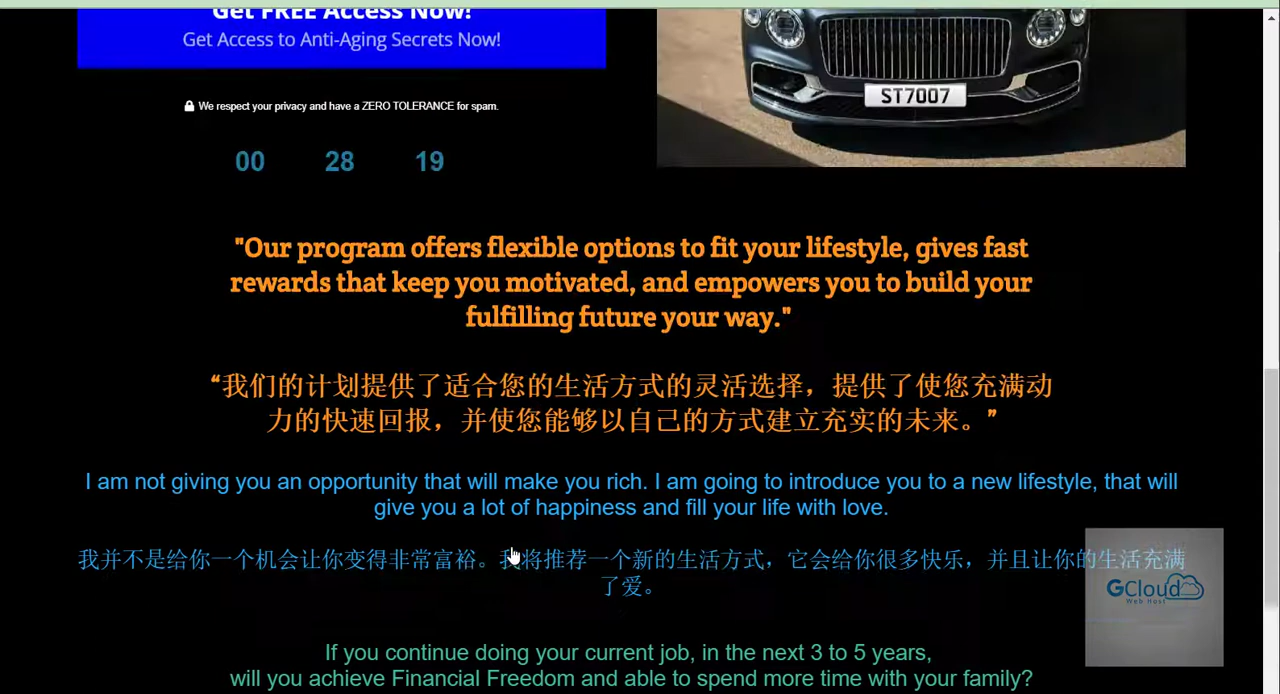 Get FREE Access Now!
Get Access to Anti-Aging Secrets Now!
ST7007
We respect your privacy and have a ZERO TOLERANCE for spam.
00 28 19
"Our program offers flexible options to fit your lifestyle, gives fast
rewards that keep you motivated, and empowers you to build your
fulfilling future your way."
“我们的计划提供了适合您的生活方式的灵活选择，提供了使您充满动
力的快速回报，并使您能够以自己的方式建立充实的未来。”
I am not giving you an opportunity that will make you rich. I am going to introduce you to a new lifestyle, that will
give you a lot of happiness and fill your life with love.
我并不是给你一个机会让你变得非常富裕。我将推荐一个新的生活方式，它会给你很多快乐，并且让你的生活充满
了爱。
GCloud
Web Host
If you continue doing your current job, in the next 3 to 5 years,
will you achieve Financial Freedom and able to spend more time with your family?